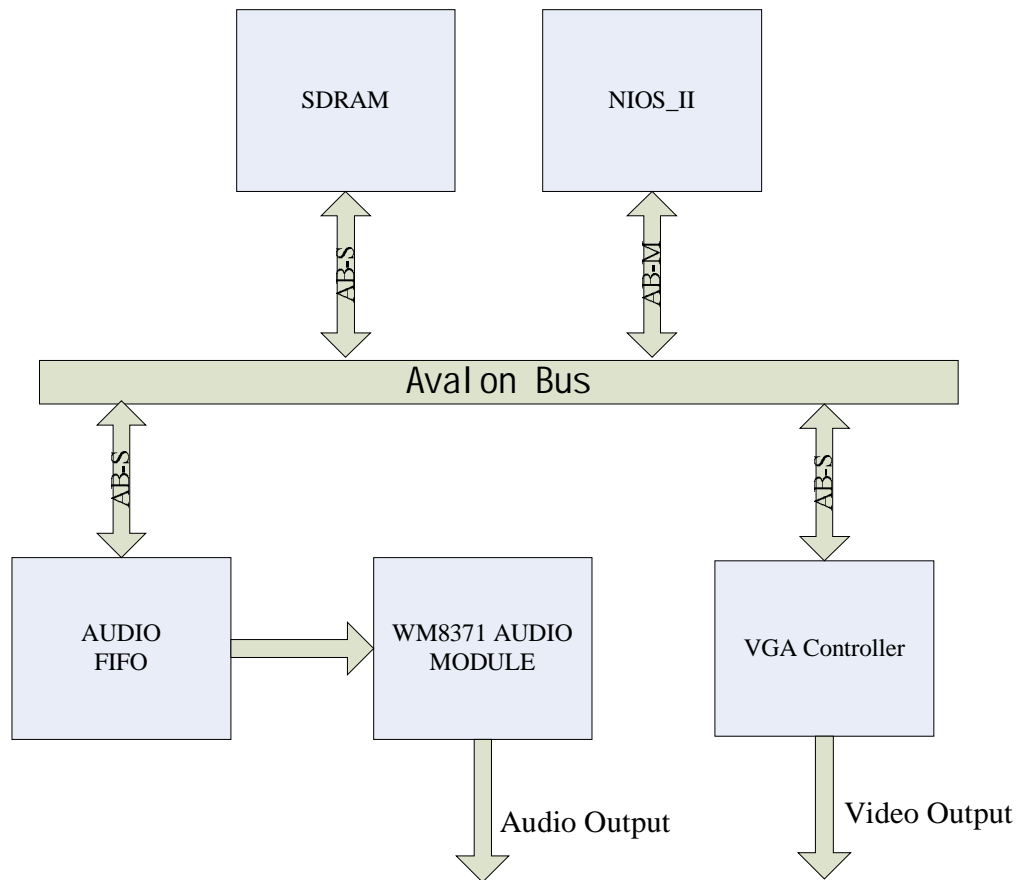 SDRAM
NIOS_II
AB-S
AB-M
Avalon Bus
AB-S
AB-S
AUDIO
FIFO
WM8371 AUDIO
MODULE
VGA Controller
Audio Output
Video Output